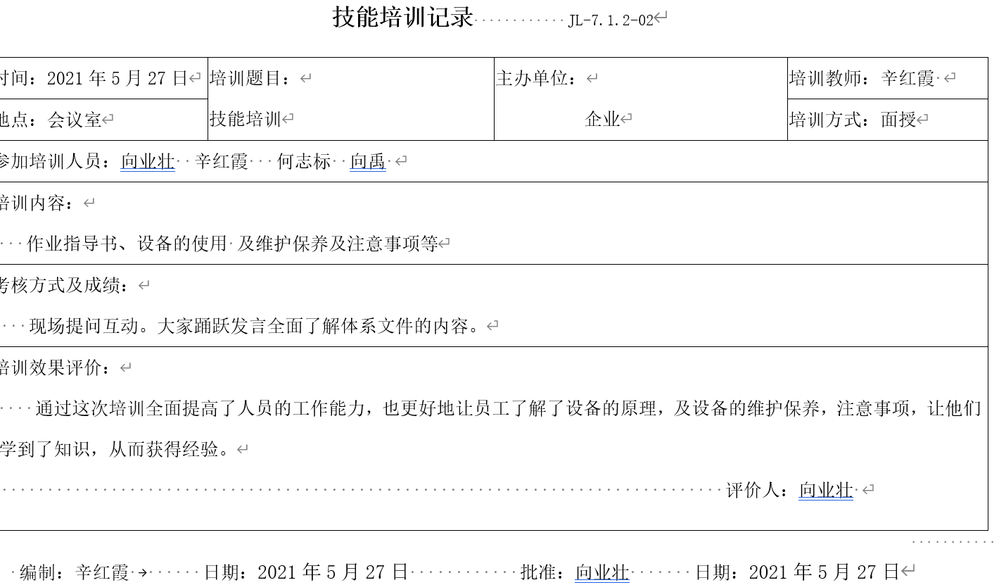 技能培训记录 JL-7.1.2-02
时间：2021 年 5 月 27 日 培训题目： 主办单位： 培训教师：辛红霞
地点：会议室 技能培训 企业 培训方式：面授
参加培训人员：向业壮 辛红霞 何志标 向禹
培训内容：
作业指导书、设备的使用 及维护保养及注意事项等
考核方式及成绩：
现场提问互动。大家踊跃发言全面了解体系文件的内容。
培训效果评价：
通过这次培训全面提高了人员的工作能力，也更好地让员工了解了设备的原理，及设备的维护保养，注意事项，让他们
学到了知识，从而获得经验。
评价人：向业壮
编制：辛红霞 → 日期：2021 年 5 月 27 日 批准：向业壮 日期：2021 年 5 月 27 日